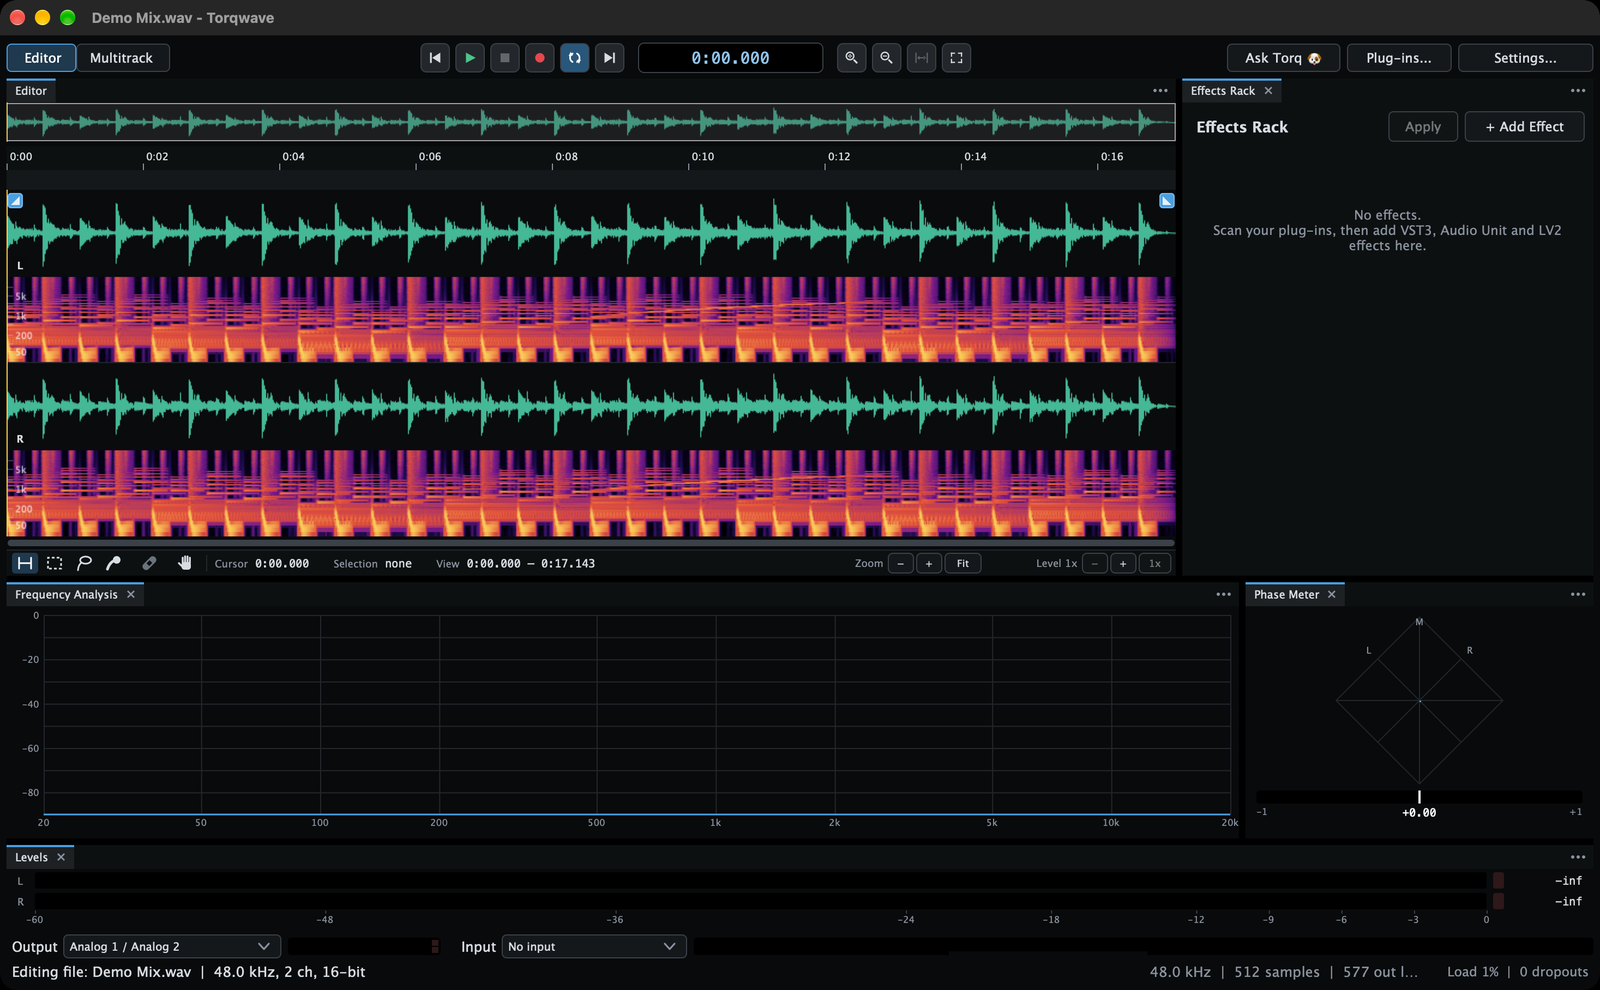 Demo Mix.wav - Torqwave
Editor Multitrack 0:00.000 Ask Torq Plug-ins... Settings...
Editor
0:00 0:02 0:04 0:06 0:08 0:10 0:12 0:14 0:16
L
5k
1k
200
50
R
5k
1k
200
50
Cursor 0:00.000 Selection none View 0:00.000 – 0:17.143 Zoom − + Fit Level 1x − + 1x
Effects Rack
Effects Rack Apply + Add Effect
No effects.
Scan your plug-ins, then add VST3, Audio Unit and LV2
effects here.
Frequency Analysis
0
-20
-40
-60
-80
20 50 100 200 500 1k 2k 5k 10k 20k
Phase Meter
M
L R
-1 +0.00 +1
Levels
L -inf
R -inf
-60 -48 -36 -24 -18 -12 -9 -6 -3 0
Output Analog 1 / Analog 2 Input No input
Editing file: Demo Mix.wav | 48.0 kHz, 2 ch, 16-bit 48.0 kHz | 512 samples | 577 out l... Load 1% | 0 dropouts